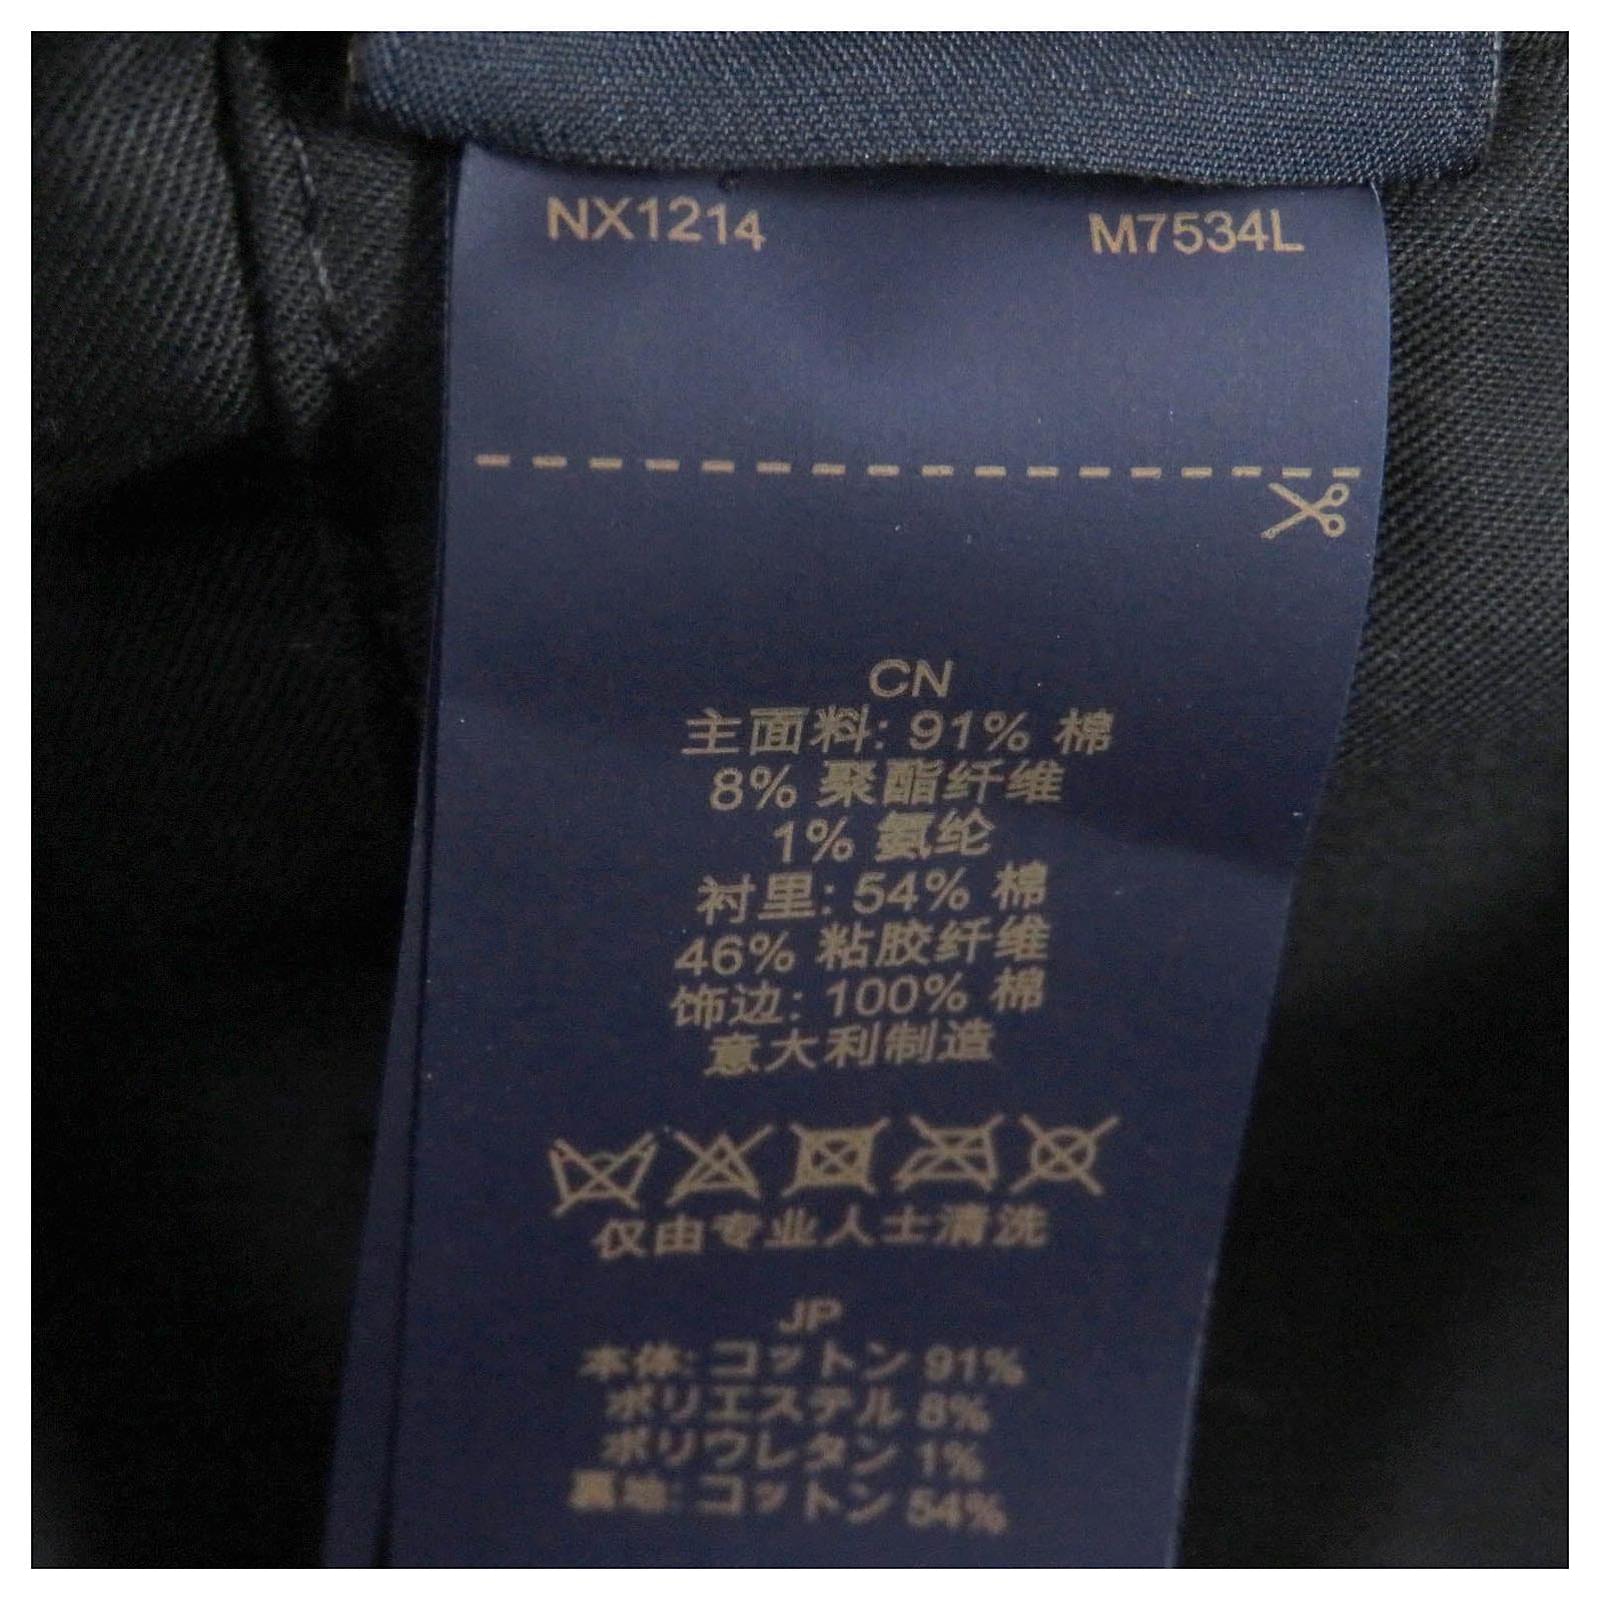 NX1214 M7534L
CN
主面料: 91% 棉
8% 聚酯纤维
1% 氨纶
衬里: 54% 棉
46% 粘胶纤维
饰边: 100% 棉
意大利制造
仅由专业人士清洗
JP
本体: コットン 91%
ポリエステル 8%
ポリウレタン 1%
裏地: コットン 54%